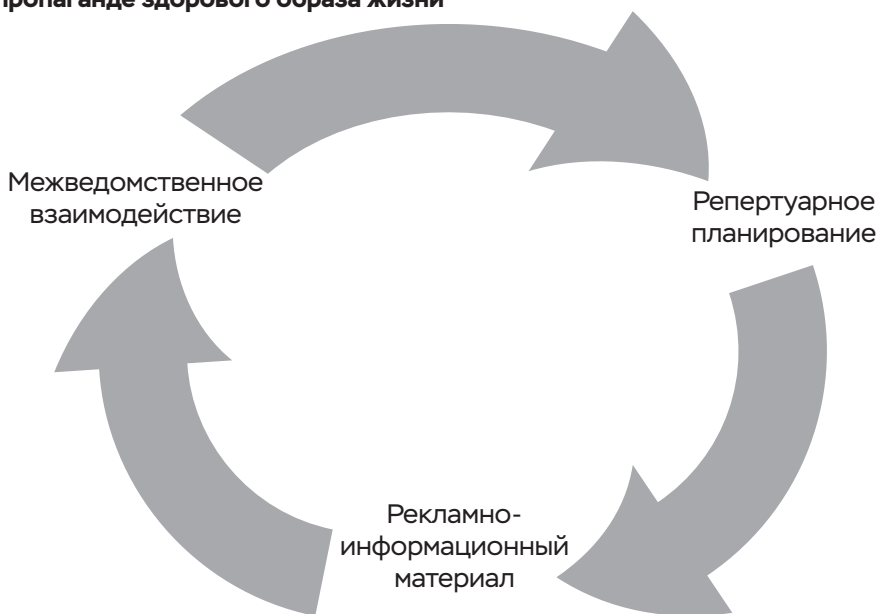 пропаганде здорового образа жизни
Межведомственное
взаимодействие
Репертуарное
планирование
Рекламно-
информационный
материал